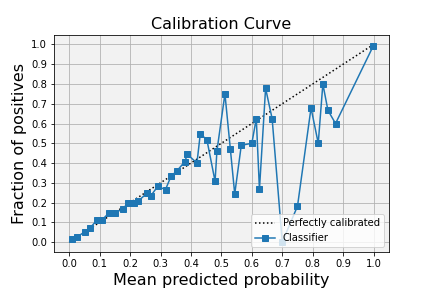 Calibration Curve
Fraction of positives
1.0
0.9
0.8
0.7
0.6
0.5
0.4
0.3
0.2
0.1
0.0
Perfectly calibrated
Classifier
0.0 0.1 0.2 0.3 0.4 0.5 0.6 0.7 0.8 0.9 1.0
Mean predicted probability